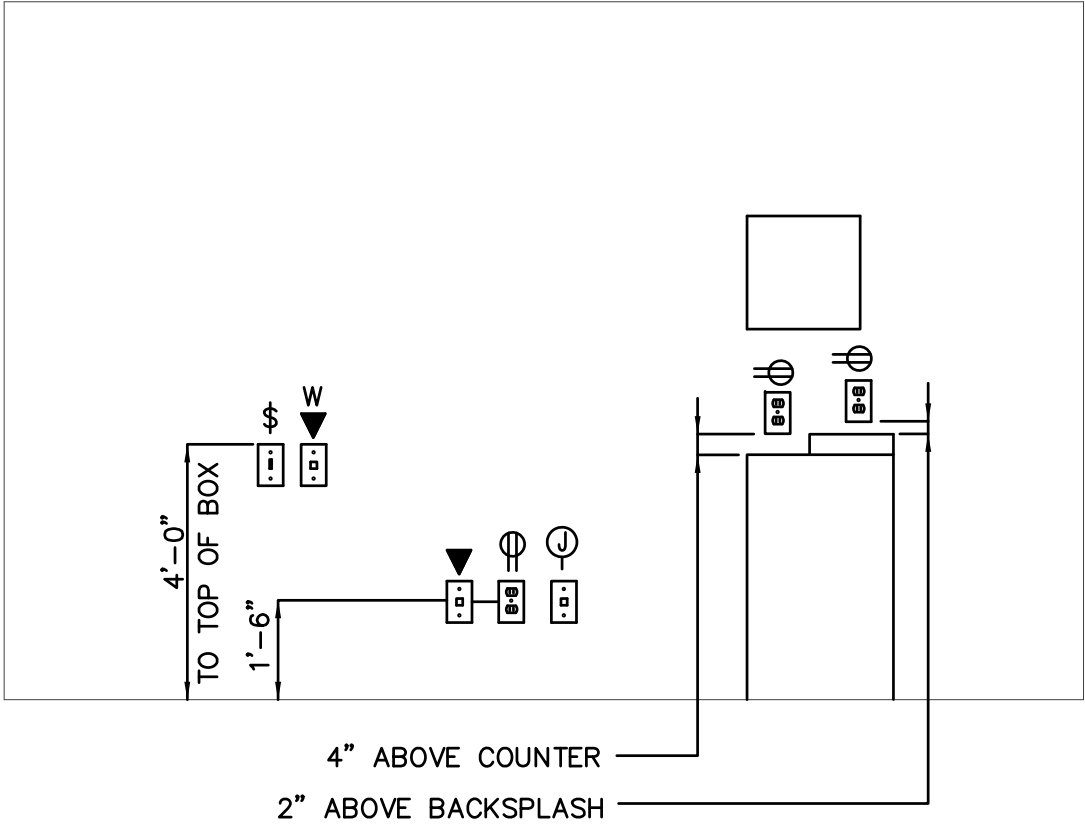 W
$
4'-0"
TO TOP OF BOX
J
1'-6"
4" ABOVE COUNTER
2" ABOVE BACKSPLASH